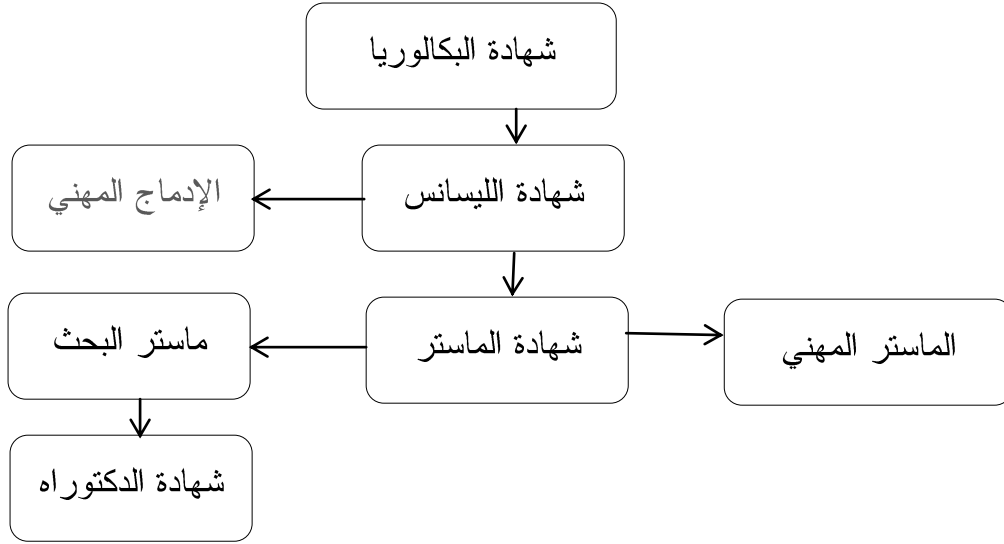 شهادة البكالوريا
شهادة الليسانس
الإدماج المهني
الماستر المهني
شهادة الماستر
ماستر البحث
شهادة الدكتوراه